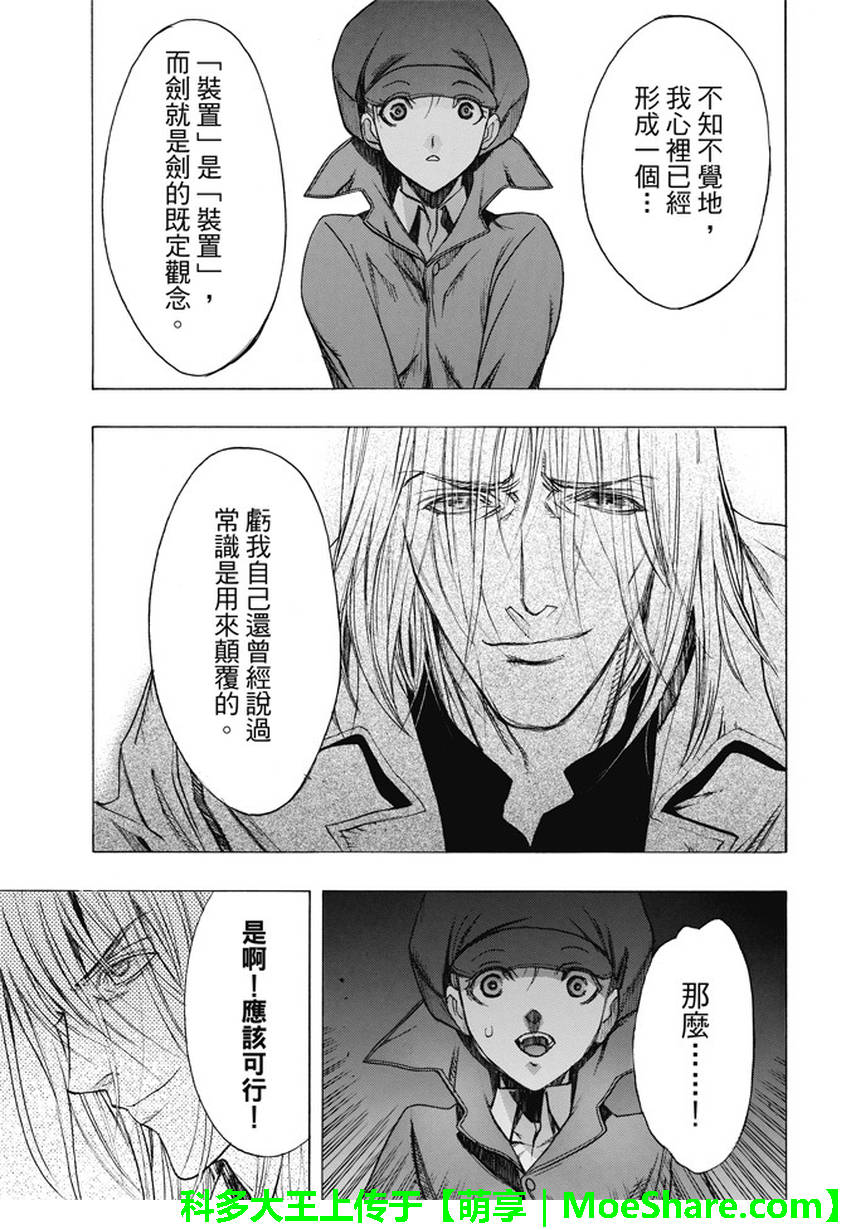 不知不覺地，
我心裡已經
形成一個…
「裝置」是「裝置」，
而劍就是劍的既定觀念。
虧我自己還曾經說過
常識是用來顛覆的。
那麼……！
是啊！應該可行！
科多大王上传于【萌享｜MoeShare.com】